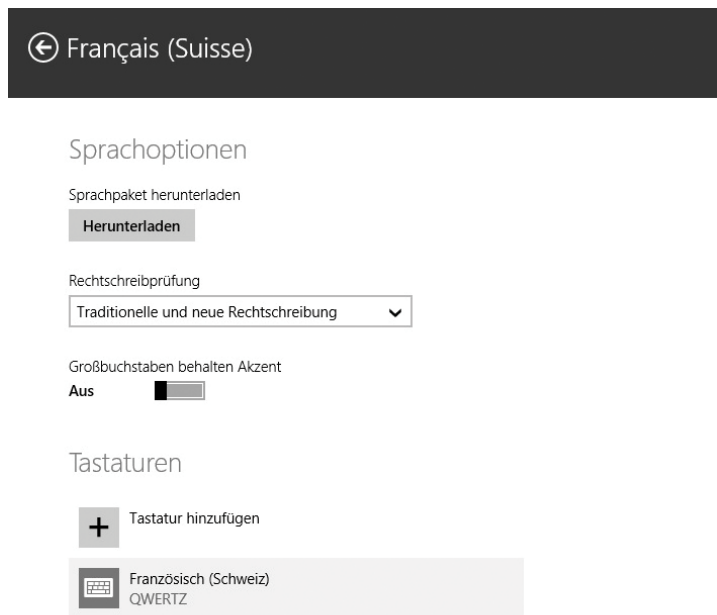 Français (Suisse)
Sprachoptionen
Sprachpaket herunterladen
Herunterladen
Rechtschreibprüfung
Traditionelle und neue Rechtschreibung
Großbuchstaben behalten Akzent
Aus
Tastaturen
Tastatur hinzufügen
Französisch (Schweiz)
QWERTZ